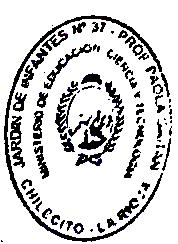 JARDIN DE INFANTES Nº 37 - PROF PAOLA
MINISTERIO DE EDUCACION CIENCIA Y TECNOLOGIA
CHILECITO - LA RIOJA